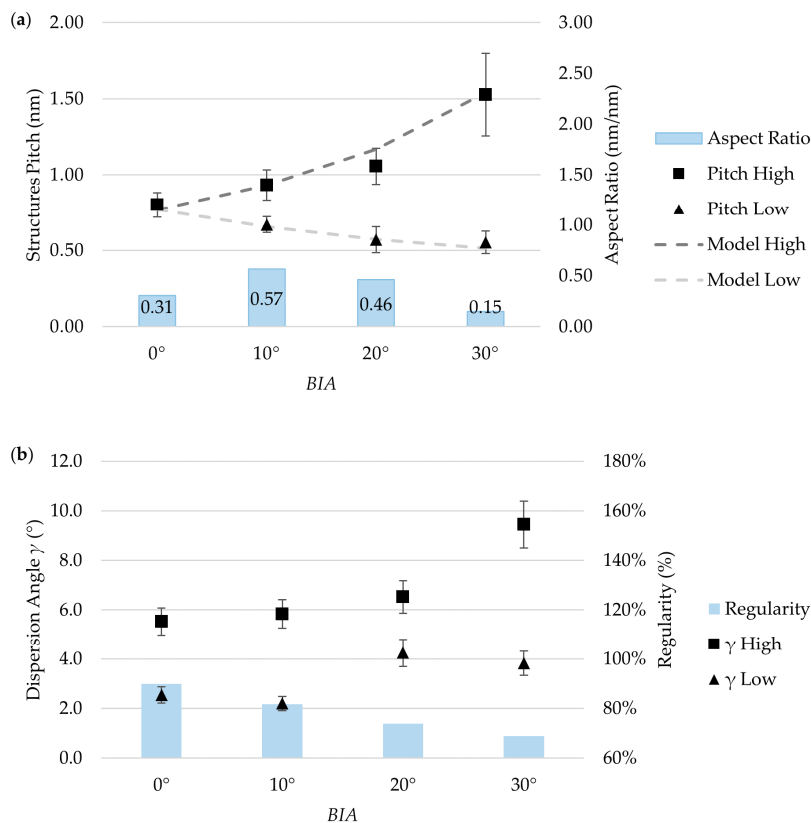 (a)
2.00
1.50
1.00
0.50
0.00
Structures Pitch (nm)
3.00
2.50
2.00
1.50
1.00
0.50
0.00
Aspect Ratio (nm/nm)
0.31
0.57
0.46
0.15
0° 10° 20° 30°
BIA
Aspect Ratio
Pitch High
Pitch Low
Model High
Model Low
(b)
12.0
10.0
8.0
6.0
4.0
2.0
0.0
Dispersion Angle γ (°)
180%
160%
140%
120%
100%
80%
60%
Regularity (%)
0° 10° 20° 30°
BIA
Regularity
γ High
γ Low